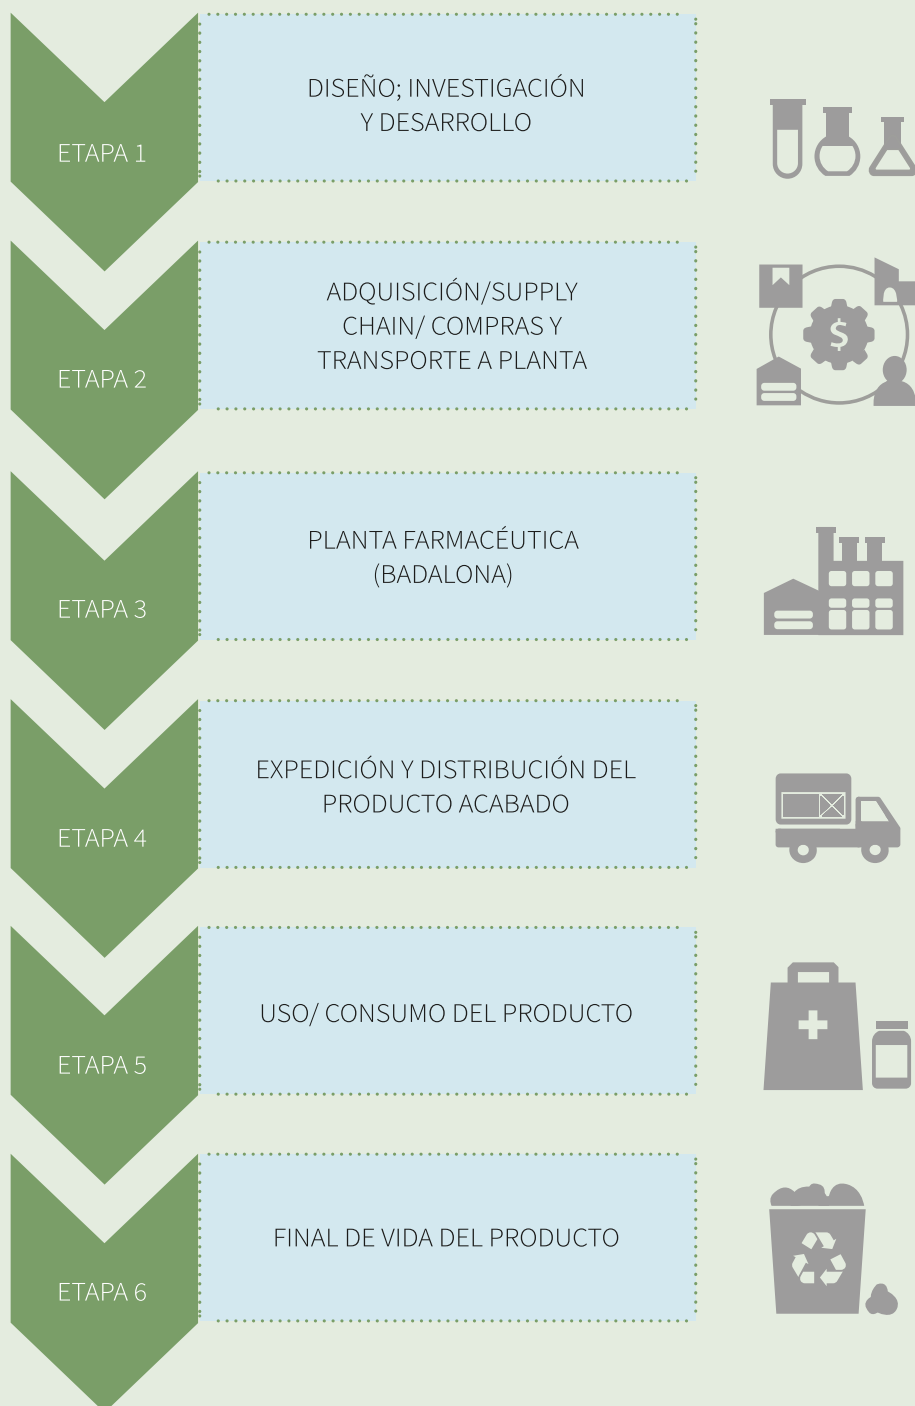 ETAPA 1
DISEÑO; INVESTIGACIÓN
Y DESARROLLO
ETAPA 2
ADQUISICIÓN/SUPPLY
CHAIN/ COMPRAS Y
TRANSPORTE A PLANTA
$
ETAPA 3
PLANTA FARMACÉUTICA
(BADALONA)
ETAPA 4
EXPEDICIÓN Y DISTRIBUCIÓN DEL
PRODUCTO ACABADO
ETAPA 5
USO/ CONSUMO DEL PRODUCTO
ETAPA 6
FINAL DE VIDA DEL PRODUCTO